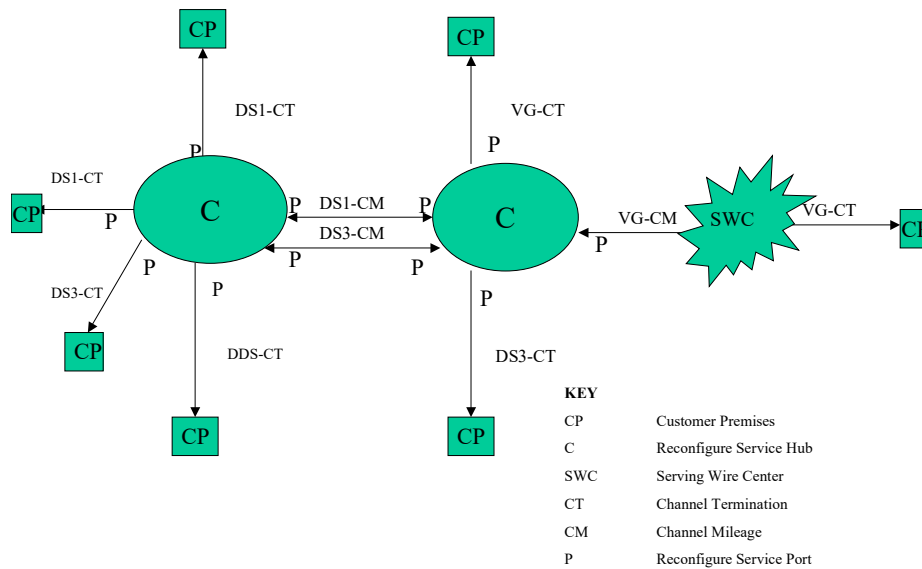 CP
CP
DS1-CT
VG-CT
P
P
DS1-CT
CP
P
C
P
DS1-CM
P
C
VG-CM
SWC
VG-CT
P
DS3-CM
P
P
P
P
P
DS3-CT
CP
DDS-CT
DS3-CT
CP
CP
KEY
CP Customer Premises
C Reconfigure Service Hub
SWC Serving Wire Center
CT Channel Termination
CM Channel Mileage
P Reconfigure Service Port